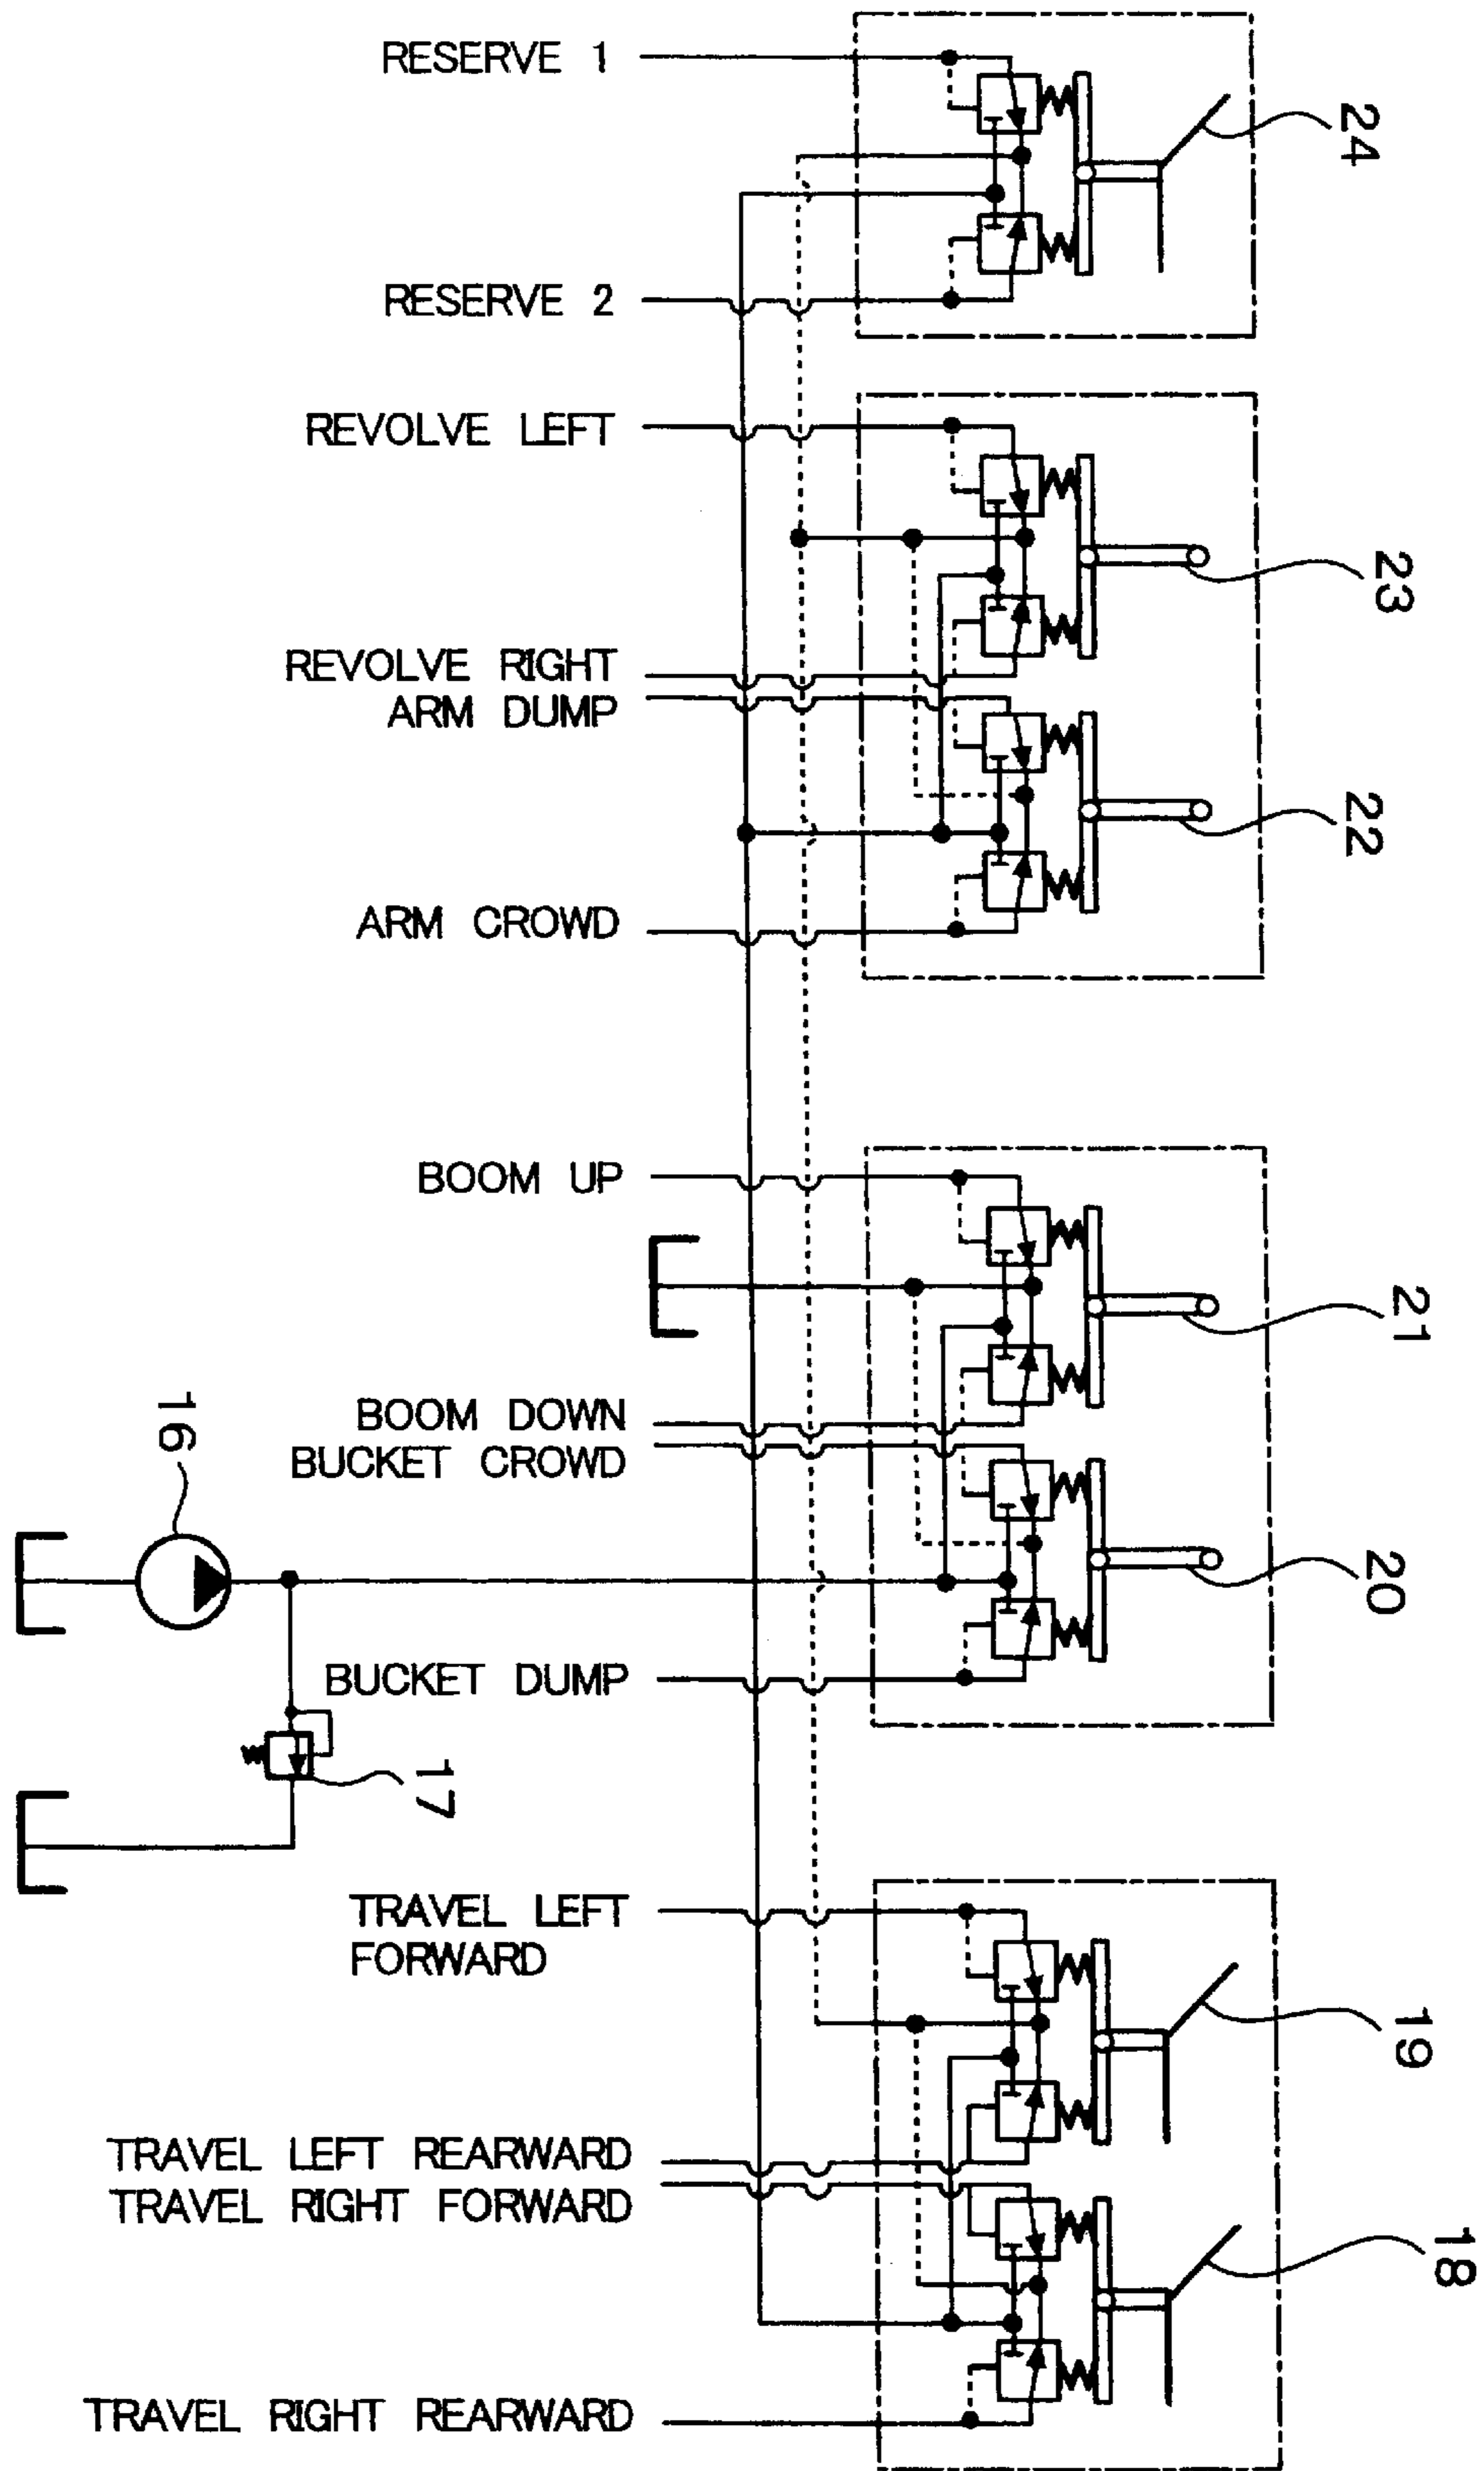 RESERVE 1
24
RESERVE 2
REVOLVE LEFT
23
REVOLVE RIGHT
ARM DUMP
22
ARM CROWD
BOOM UP
21
BOOM DOWN
16
BUCKET CROWD
20
BUCKET DUMP
17
TRAVEL LEFT
FORWARD
19
TRAVEL LEFT REARWARD
TRAVEL RIGHT FORWARD
18
TRAVEL RIGHT REARWARD